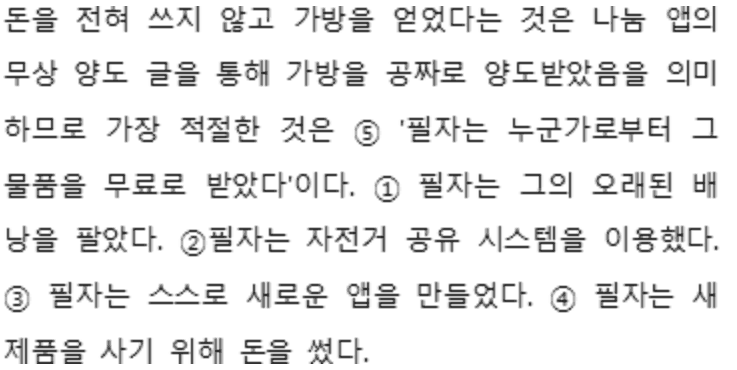 돈을 전혀 쓰지 않고 가방을 얻었다는 것은 나눔 앱의
무상 양도 글을 통해 가방을 공짜로 양도받았음을 의미
하므로 가장 적절한 것은 ⑤ '필자는 누군가로부터 그
물품을 무료로 받았다'이다. ① 필자는 그의 오래된 배
낭을 팔았다. ②필자는 자전거 공유 시스템을 이용했다.
③ 필자는 스스로 새로운 앱을 만들었다. ④ 필자는 새
제품을 사기 위해 돈을 썼다.